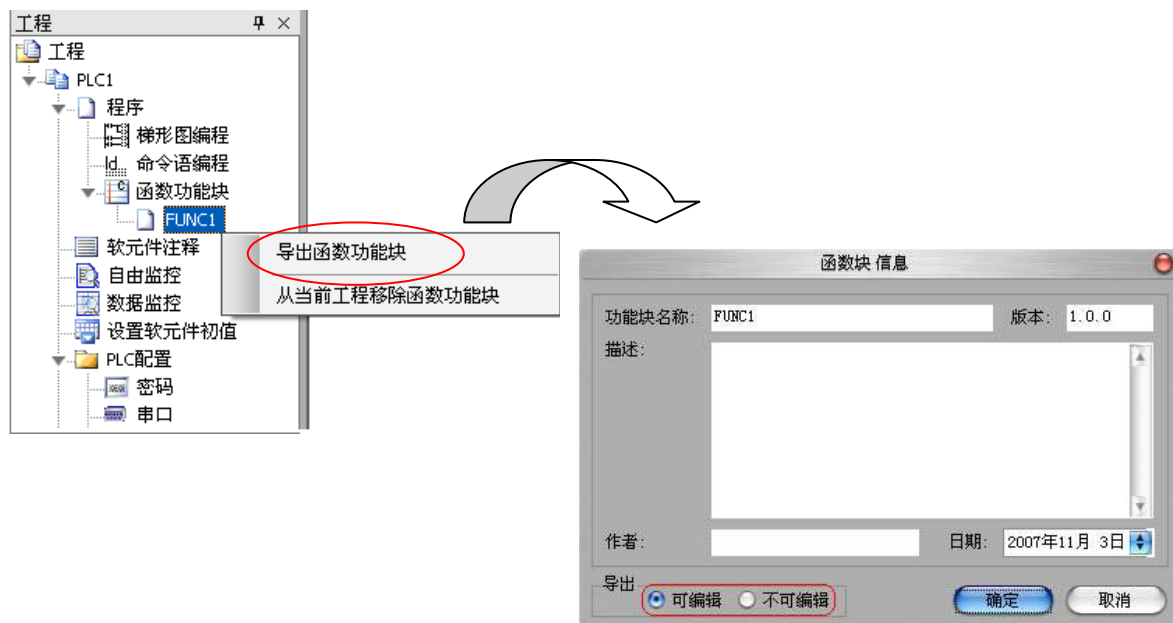 工程
工程
PLC1
程序
梯形图编程
命令语编程
函数功能块
FUNC1
软元件注释
自由监控
数据监控
设置软元件初值
PLC配置
密码
串口
导出函数功能块
从当前工程移除函数功能块
函数块 信息
功能块名称: FUNC1 版本: 1.0.0
描述:
作者: 日期: 2007年11月 3日
导出
可编辑 不可编辑 确定 取消